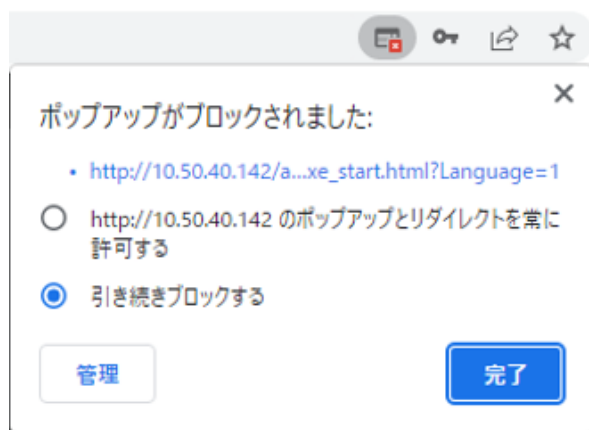 ポップアップがブロックされました:
• http://10.50.40.142/a...xe_start.html?Language=1
http://10.50.40.142 のポップアップとリダイレクトを常に
許可する
引き続きブロックする
管理 完了